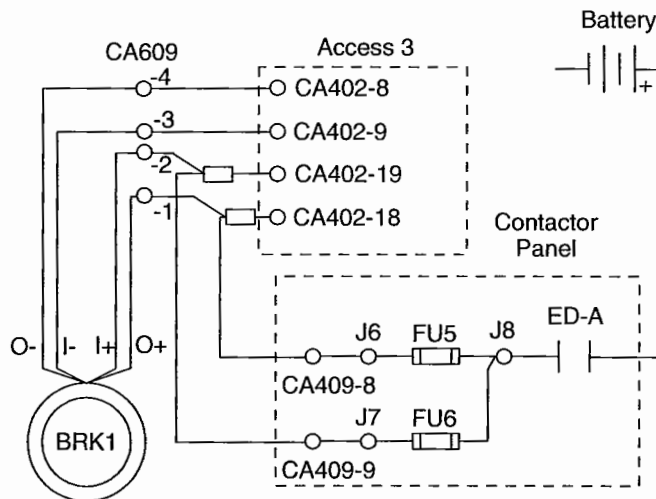 Battery
+
Access 3
CA609
-4
CA402-8
-3
CA402-9
-2
CA402-19
-1
CA402-18
Contactor
Panel
O- I- I+ O+
J6 FU5 J8 ED-A
CA409-8
BRK1
J7 FU6
CA409-9